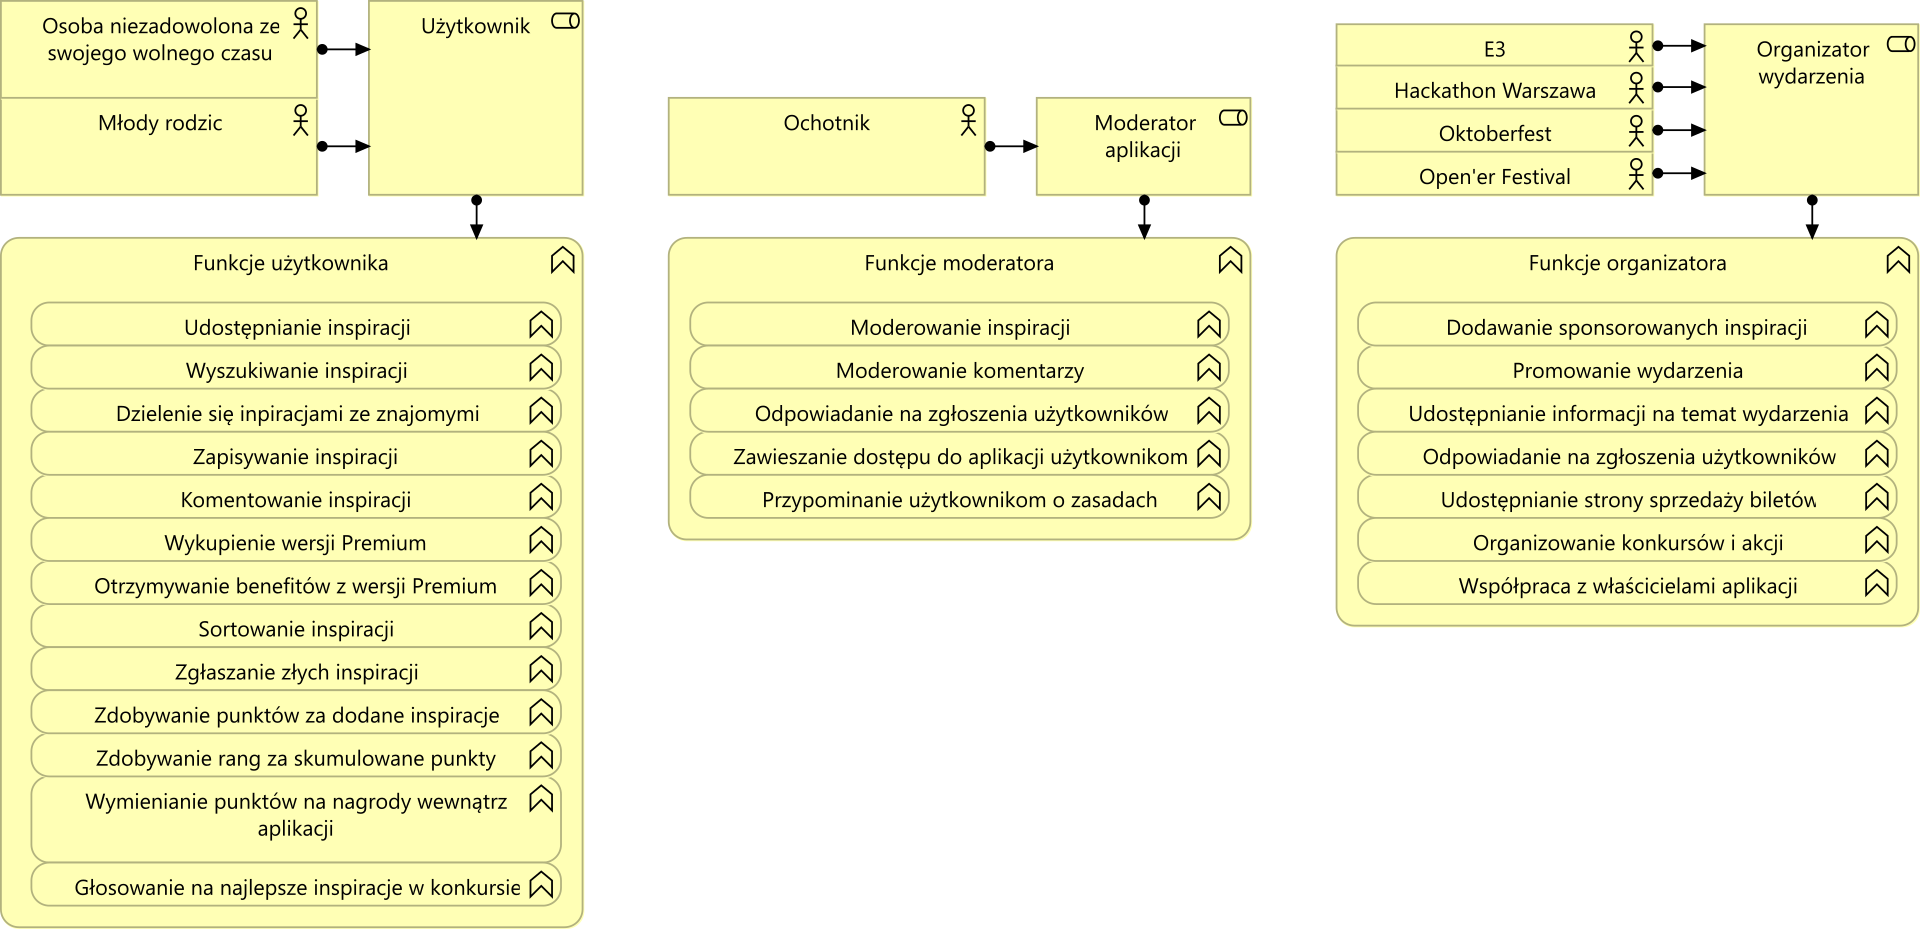 Osoba niezadowolona ze
swojego wolnego czasu
Młody rodzic
Użytkownik
Funkcje użytkownika
Udostępnianie inspiracji
Wyszukiwanie inspiracji
Dzielenie się inpiracjami ze znajomymi
Zapisywanie inspiracji
Komentowanie inspiracji
Wykupienie wersji Premium
Otrzymywanie benefitów z wersji Premium
Sortowanie inspiracji
Zgłaszanie złych inspiracji
Zdobywanie punktów za dodane inspiracje
Zdobywanie rang za skumulowane punkty
Wymienianie punktów na nagrody wewnątrz
aplikacji
Głosowanie na najlepsze inspiracje w konkursie
Ochotnik
Moderator
aplikacji
Funkcje moderatora
Moderowanie inspiracji
Moderowanie komentarzy
Odpowiadanie na zgłoszenia użytkowników
Zawieszanie dostępu do aplikacji użytkownikom
Przypominanie użytkownikom o zasadach
E3
Hackathon Warszawa
Oktoberfest
Open'er Festival
Organizator
wydarzenia
Funkcje organizatora
Dodawanie sponsorowanych inspiracji
Promowanie wydarzenia
Udostępnianie informacji na temat wydarzenia
Odpowiadanie na zgłoszenia użytkowników
Udostępnianie strony sprzedaży biletów
Organizowanie konkursów i akcji
Współpraca z właścicielami aplikacji